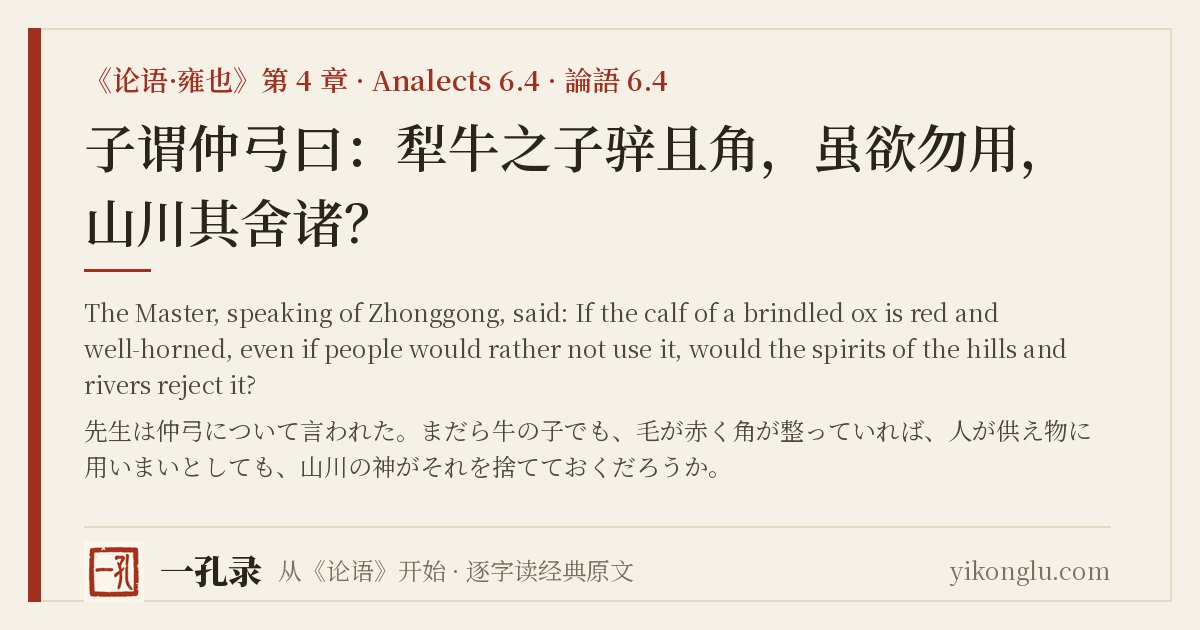 《论语·雍也》第 4 章 · Analects 6.4 · 論語 6.4
子谓仲弓曰：犁牛之子骍且角，虽欲勿用，
山川其舍诸？
The Master, speaking of Zhonggong, said: If the calf of a brindled ox is red and
well-horned, even if people would rather not use it, would the spirits of the hills and
rivers reject it?
先生は仲弓について言われた。まだら牛の子でも、毛が赤く角が整っていれば、人が供え物に
用いまいとしても、山川の神がそれを捨てておくだろうか。
一孔
一孔录 从《论语》开始 · 逐字读经典原文
yikonglu.com